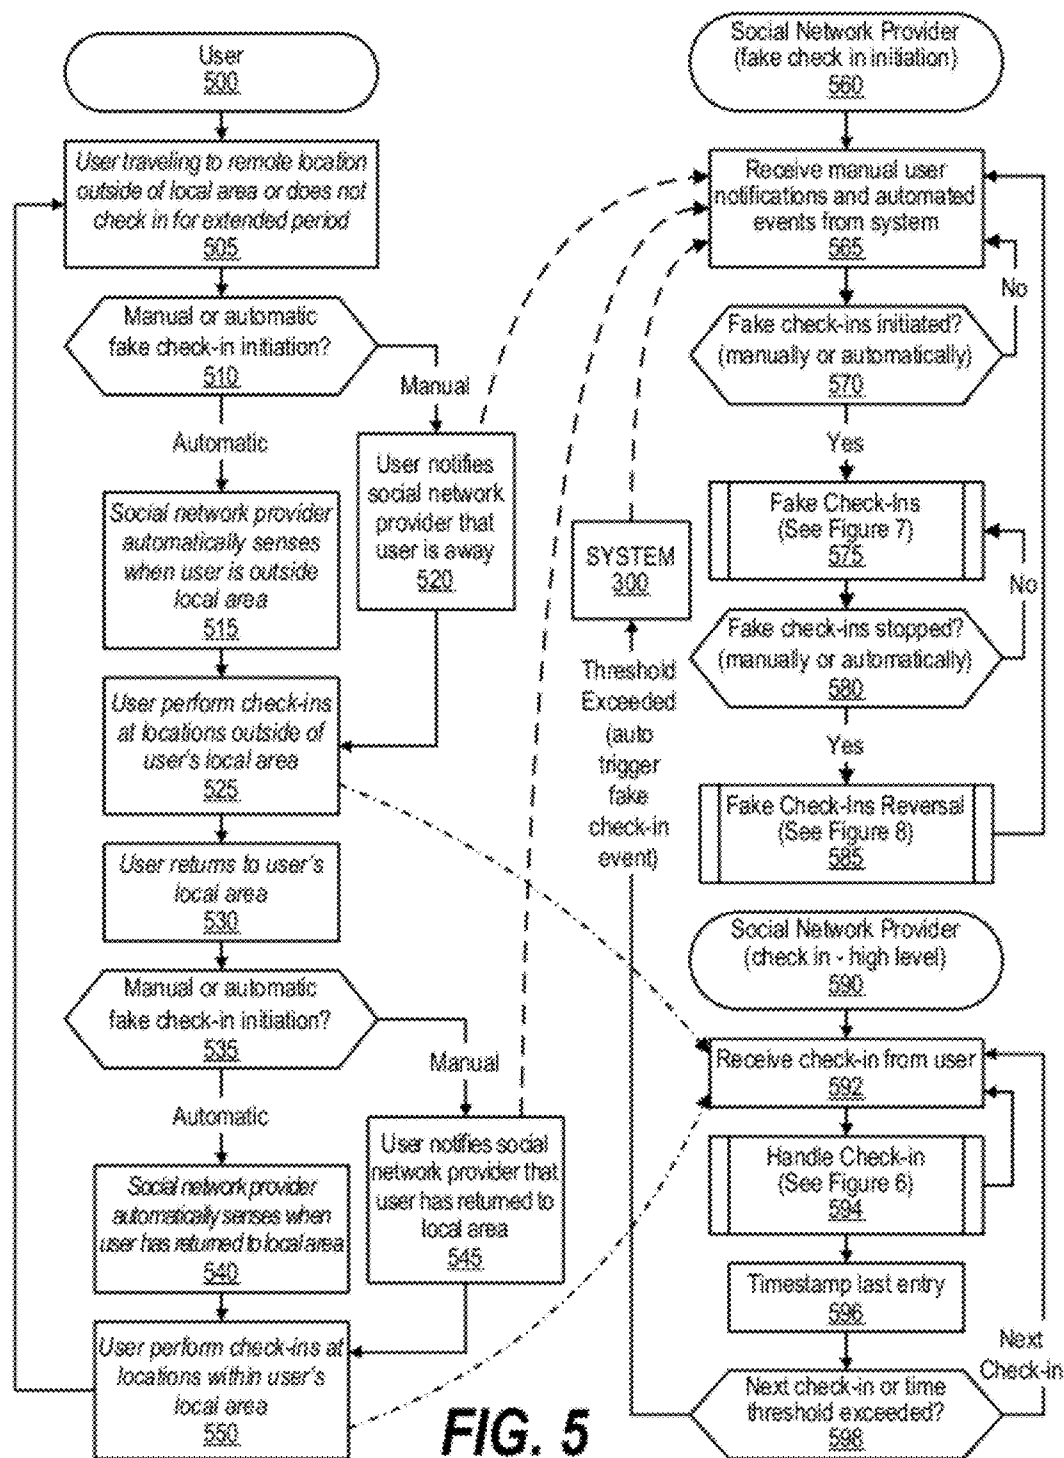 User
500
User traveling to remote location
outside of local area or does not
check in for extended period
505
Manual or automatic
fake check-in initiation?
510
Manual
Automatic
User notifies
social network
provider that
user is away
520
Social network provider
automatically senses
when user is outside
local area
515
User perform check-ins
at locations outside of
user's local area
525
User returns to user's
local area
530
Manual or automatic
fake check-in initiation?
535
Manual
Automatic
User notifies social
network provider that
user has returned to
local area
545
Social network provider
automatically senses when
user has returned to local area
540
User perform check-ins at
locations within user's
local area
550
SYSTEM
300
Threshold
Exceeded
(auto
trigger
fake
check-in
event)
Social Network Provider
(fake check in initiation)
560
Receive manual user
notifications and automated
events from system
565
No
Fake check-ins initiated?
(manually or automatically)
570
Yes
Fake Check-Ins
(See Figure 7)
575
No
Fake check-ins stopped?
(manually or automatically)
580
Yes
Fake Check-Ins Reversal
(See Figure 8)
585
Social Network Provider
(check in - high level)
590
Receive check-in from user
592
Handle Check-in
(See Figure 6)
594
Timestamp last entry
596
Next
Check-in
Next check-in or time
threshold exceeded?
598
FIG. 5